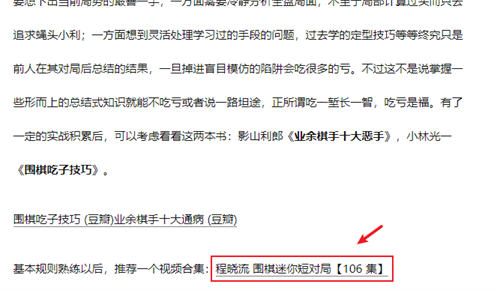 要想下出当前局势的最善一手，一方面需要冷静分析全盘局面，不至于局部计算过头而只会
追求蝇头小利；一方面想到灵活处理学习过的手段的问题，过去学的定型技巧等等终究只是
前人在其对局后总结的结果，一旦掉进盲目模仿的陷阱会吃很多的亏。不过这不是说掌握一
些形而上的总结式知识就能不吃亏或者说一路坦途，正所谓吃一堑长一智，吃亏是福。有了
一定的实战积累后，可以考虑看看这两本书：影山利郎《业余棋手十大恶手》，小林光一
《围棋吃子技巧》。
围棋吃子技巧 (豆瓣)业余棋手十大通病 (豆瓣)
基本规则熟练以后，推荐一个视频合集：程晓流 围棋迷你短对局【106 集】